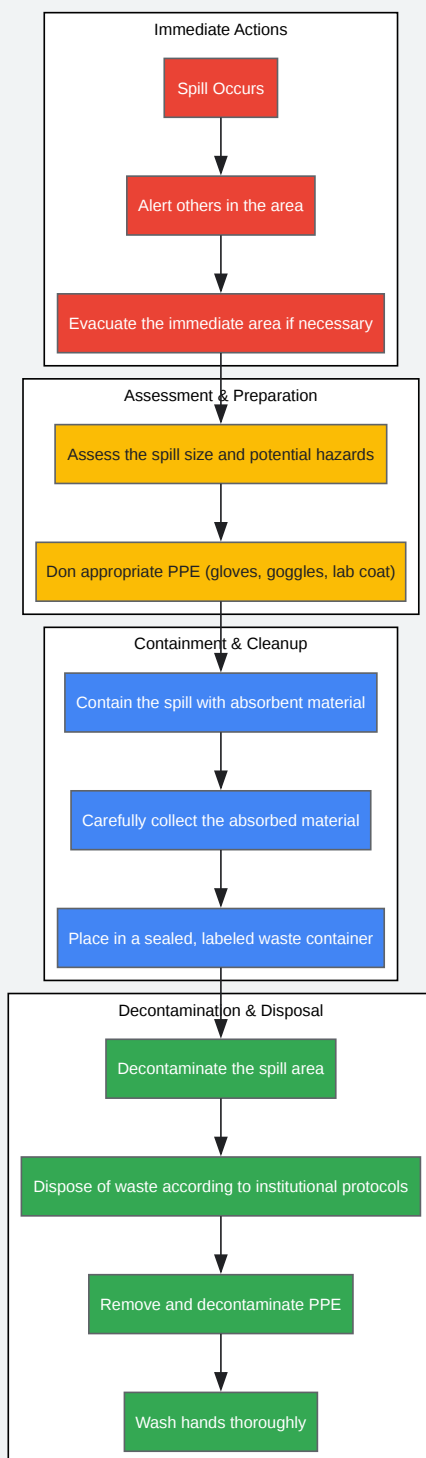 Immediate Actions
Spill Occurs
Alert others in the area
Evacuate the immediate area if necessary
Assessment & Preparation
Assess the spill size and potential hazards
Don appropriate PPE (gloves, goggles, lab coat)
Containment & Cleanup
Contain the spill with absorbent material
Carefully collect the absorbed material
Place in a sealed, labeled waste container
Decontamination & Disposal
Decontaminate the spill area
Dispose of waste according to institutional protocols
Remove and decontaminate PPE
Wash hands thoroughly